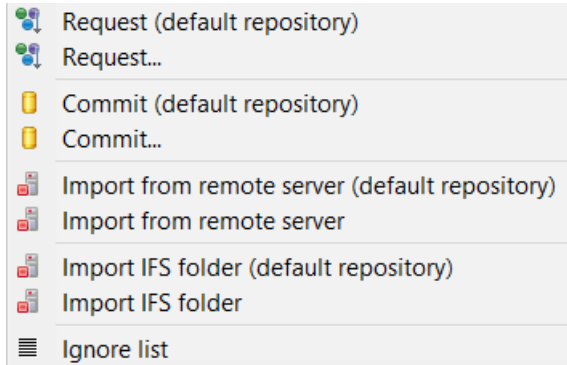 Request (default repository)
Request...
Commit (default repository)
Commit...
Import from remote server (default repository)
Import from remote server
Import IFS folder (default repository)
Import IFS folder
Ignore list